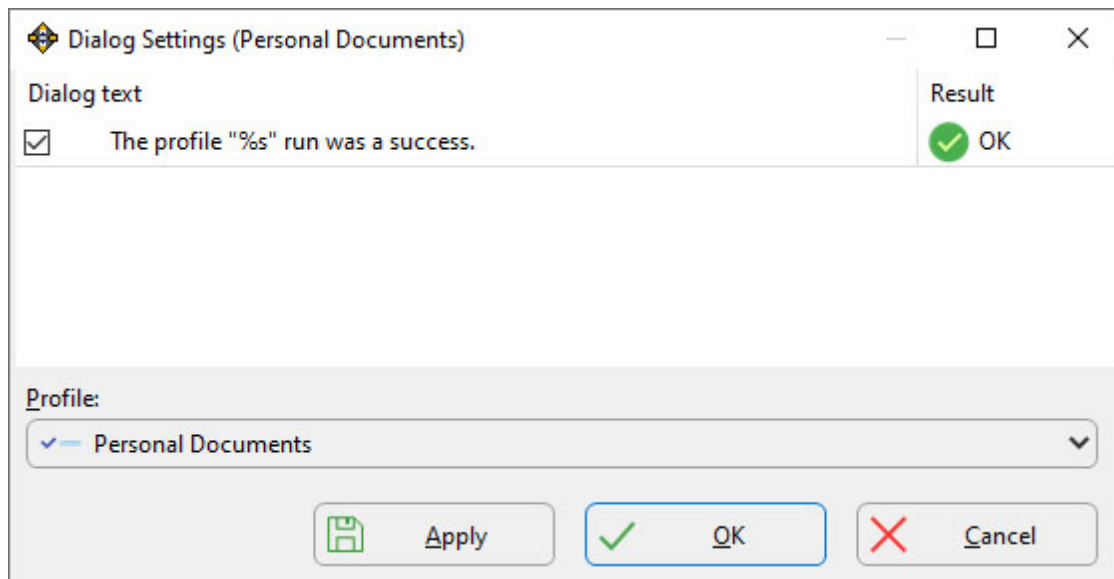 Dialog Settings (Personal Documents)
Dialog text Result
The profile "%s" run was a success. OK
Profile:
Personal Documents
Apply OK Cancel